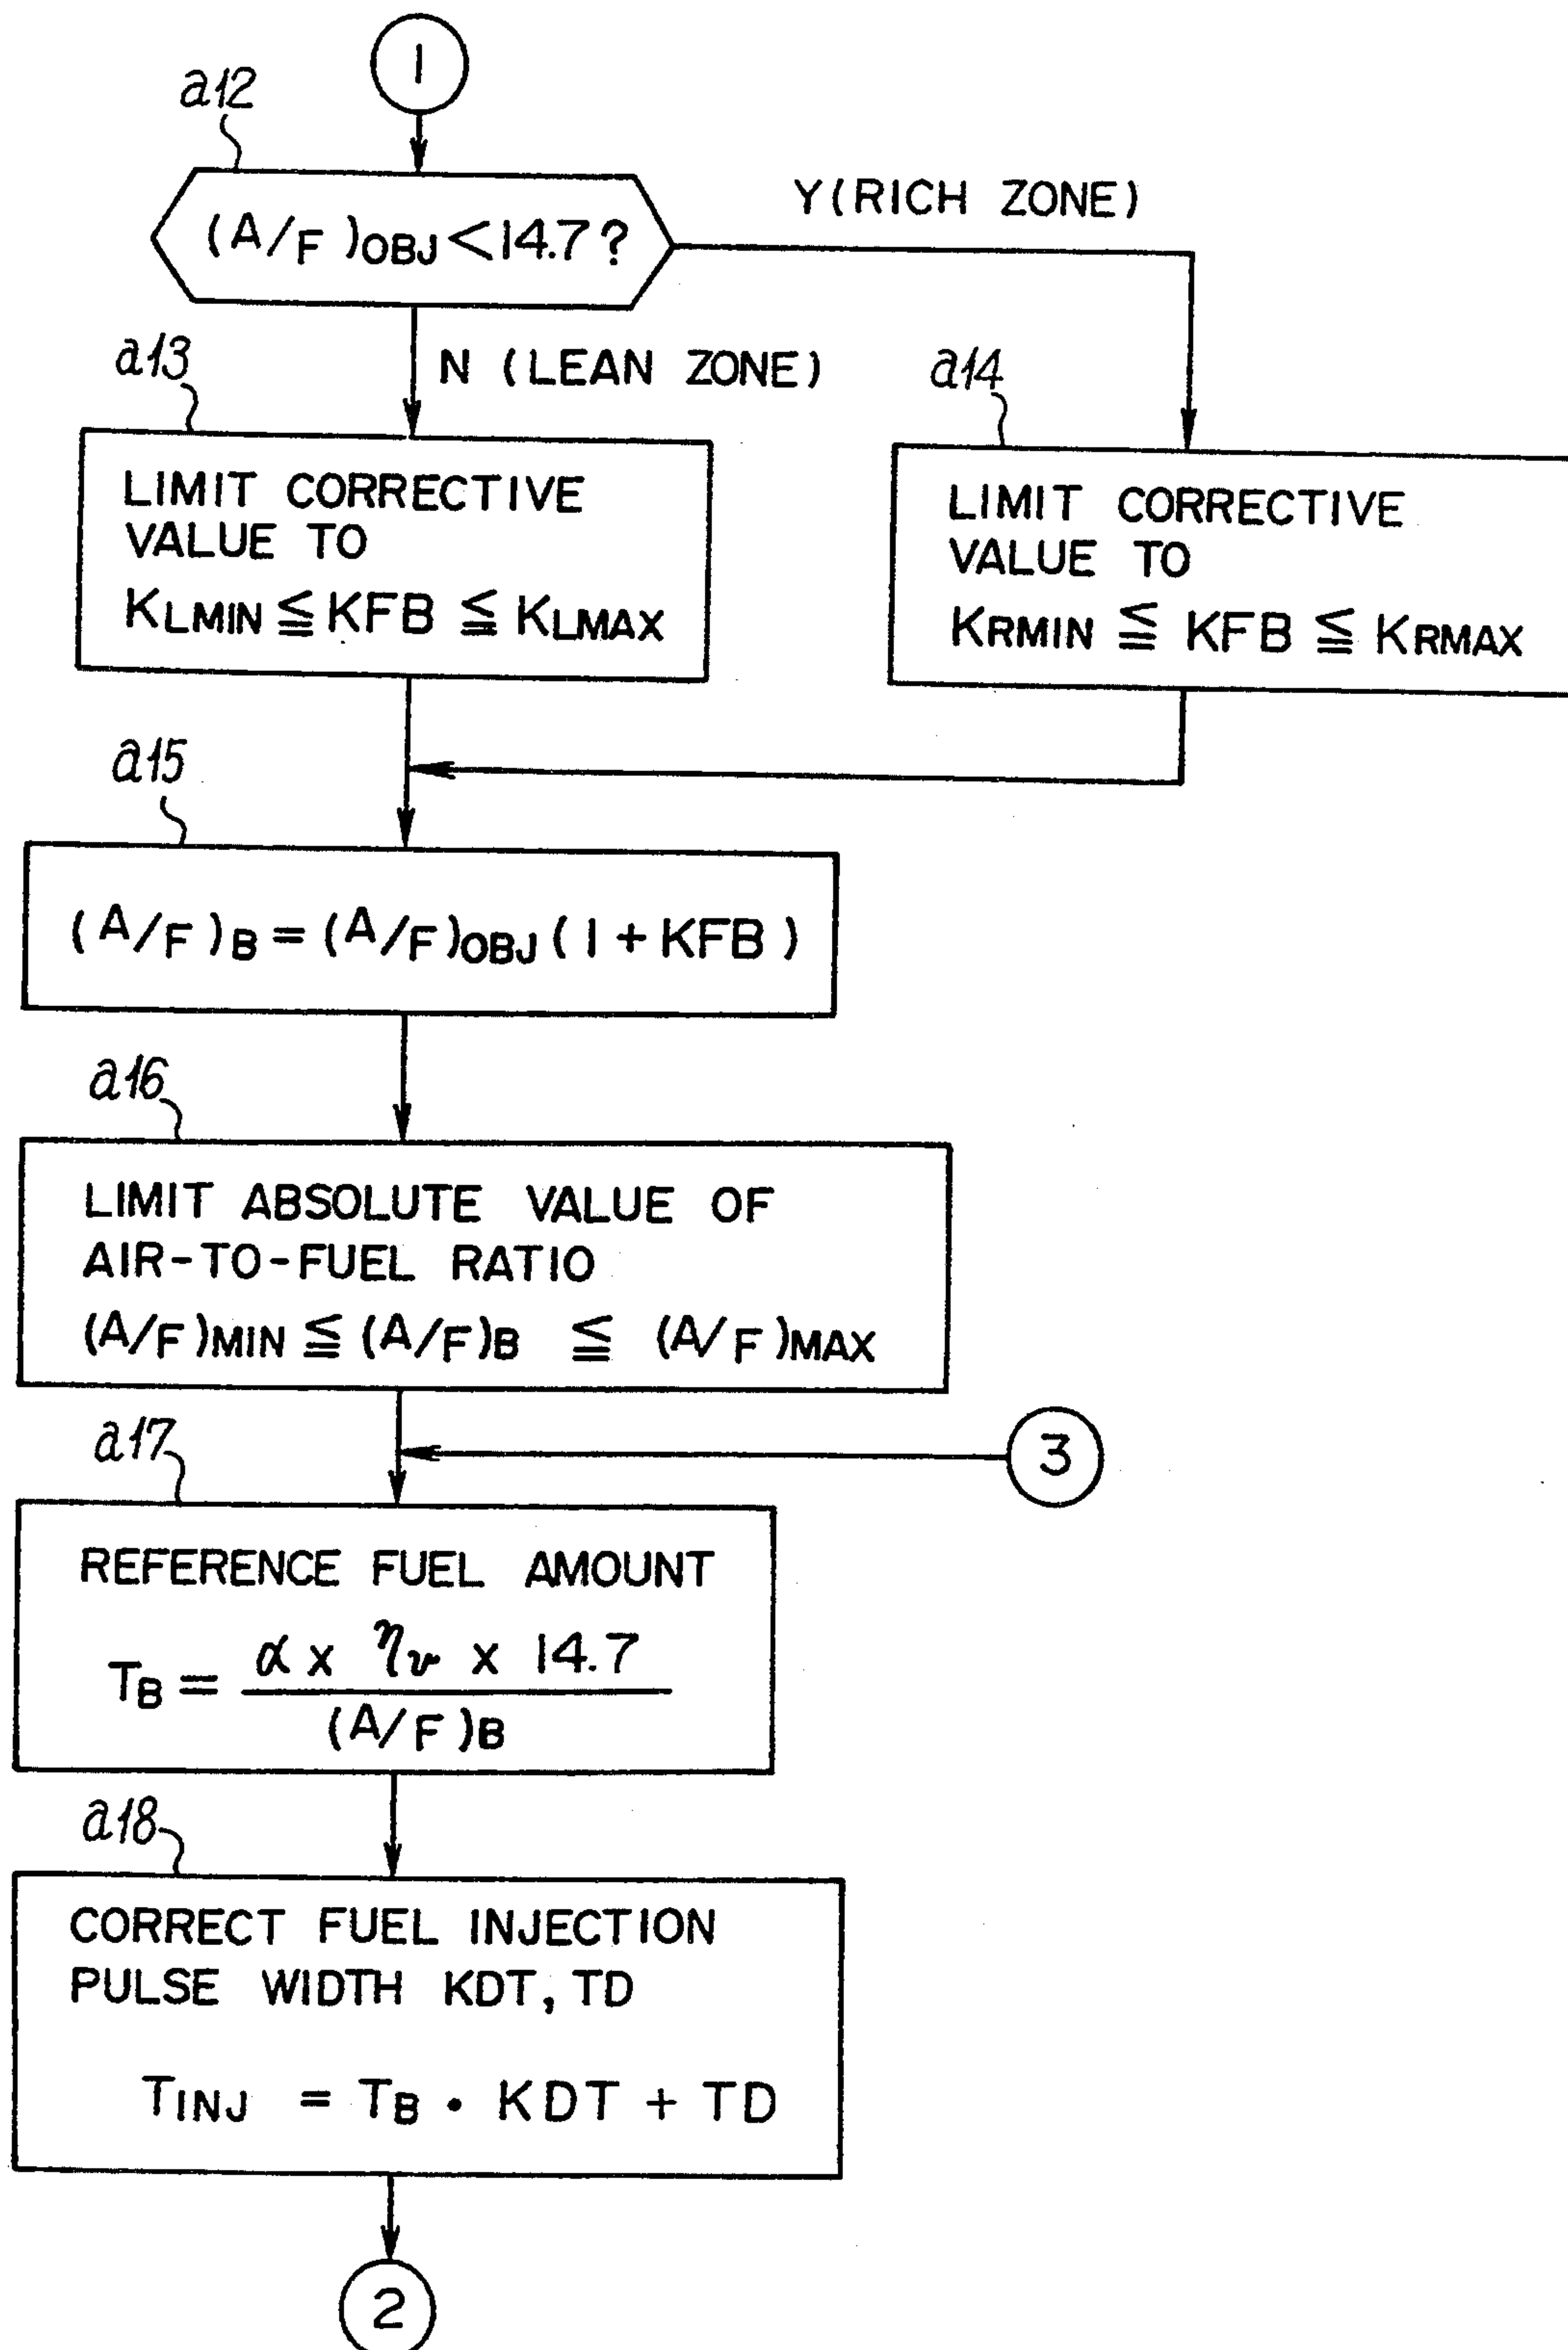 1
a12
(A/F)OBJ<14.7?
Y(RICH ZONE)
N (LEAN ZONE)
a13
LIMIT CORRECTIVE
VALUE TO
KLMIN ≦ KFB ≦ KLMAX
a14
LIMIT CORRECTIVE
VALUE TO
KRMIN ≦ KFB ≦ KRMAX
a15
(A/F)B = (A/F)OBJ (1 + KFB)
a16
LIMIT ABSOLUTE VALUE OF
AIR-TO-FUEL RATIO
(A/F)MIN ≦ (A/F)B ≦ (A/F)MAX
3
a17
REFERENCE FUEL AMOUNT
TB = α x ηv x 14.7
(A/F)B
a18
CORRECT FUEL INJECTION
PULSE WIDTH KDT, TD
TINJ = TB · KDT + TD
2